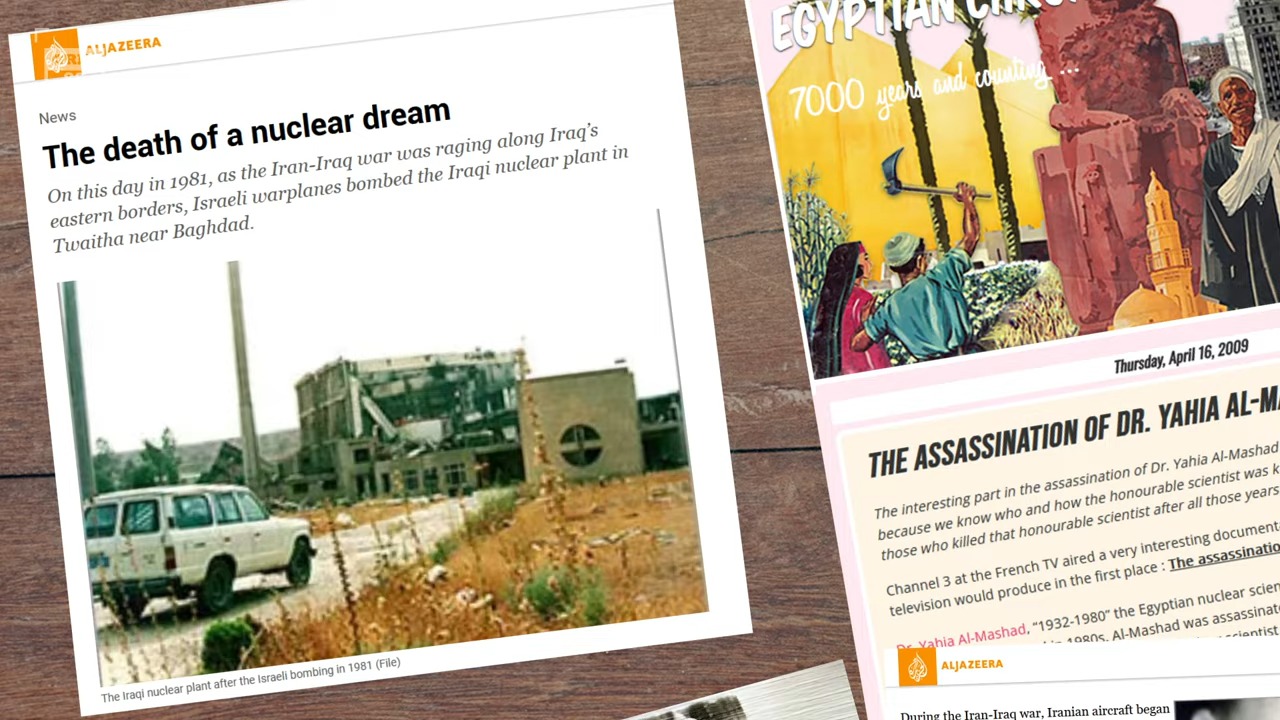 ALJAZEERA
News
The death of a nuclear dream
On this day in 1981, as the Iran-Iraq war was raging along Iraq's
eastern borders, Israeli warplanes bombed the Iraqi nuclear plant in
Twaitha near Baghdad.
The Iraqi nuclear plant after the Israeli bombing in 1981 (File)
EGYPTIAN
7000 years and counting ...
Thursday, April 16, 2009
THE ASSASSINATION OF DR. YAHIA
The interesting part in the assassination of Dr. Yahia Al-Mashad
because we know who and how the honourable scientist was
those who killed that honourable scientist after all those years
Channel 3 at the French TV aired a very interesting
television would produce in the first place : The
Dr. Yahia Al-Mashad, "1932-1980" the Egyptian nuclear
in 1980s. Al-Mashad was
ALJAZEERA
During the Iran-Iraq war, Iranian aircraft began